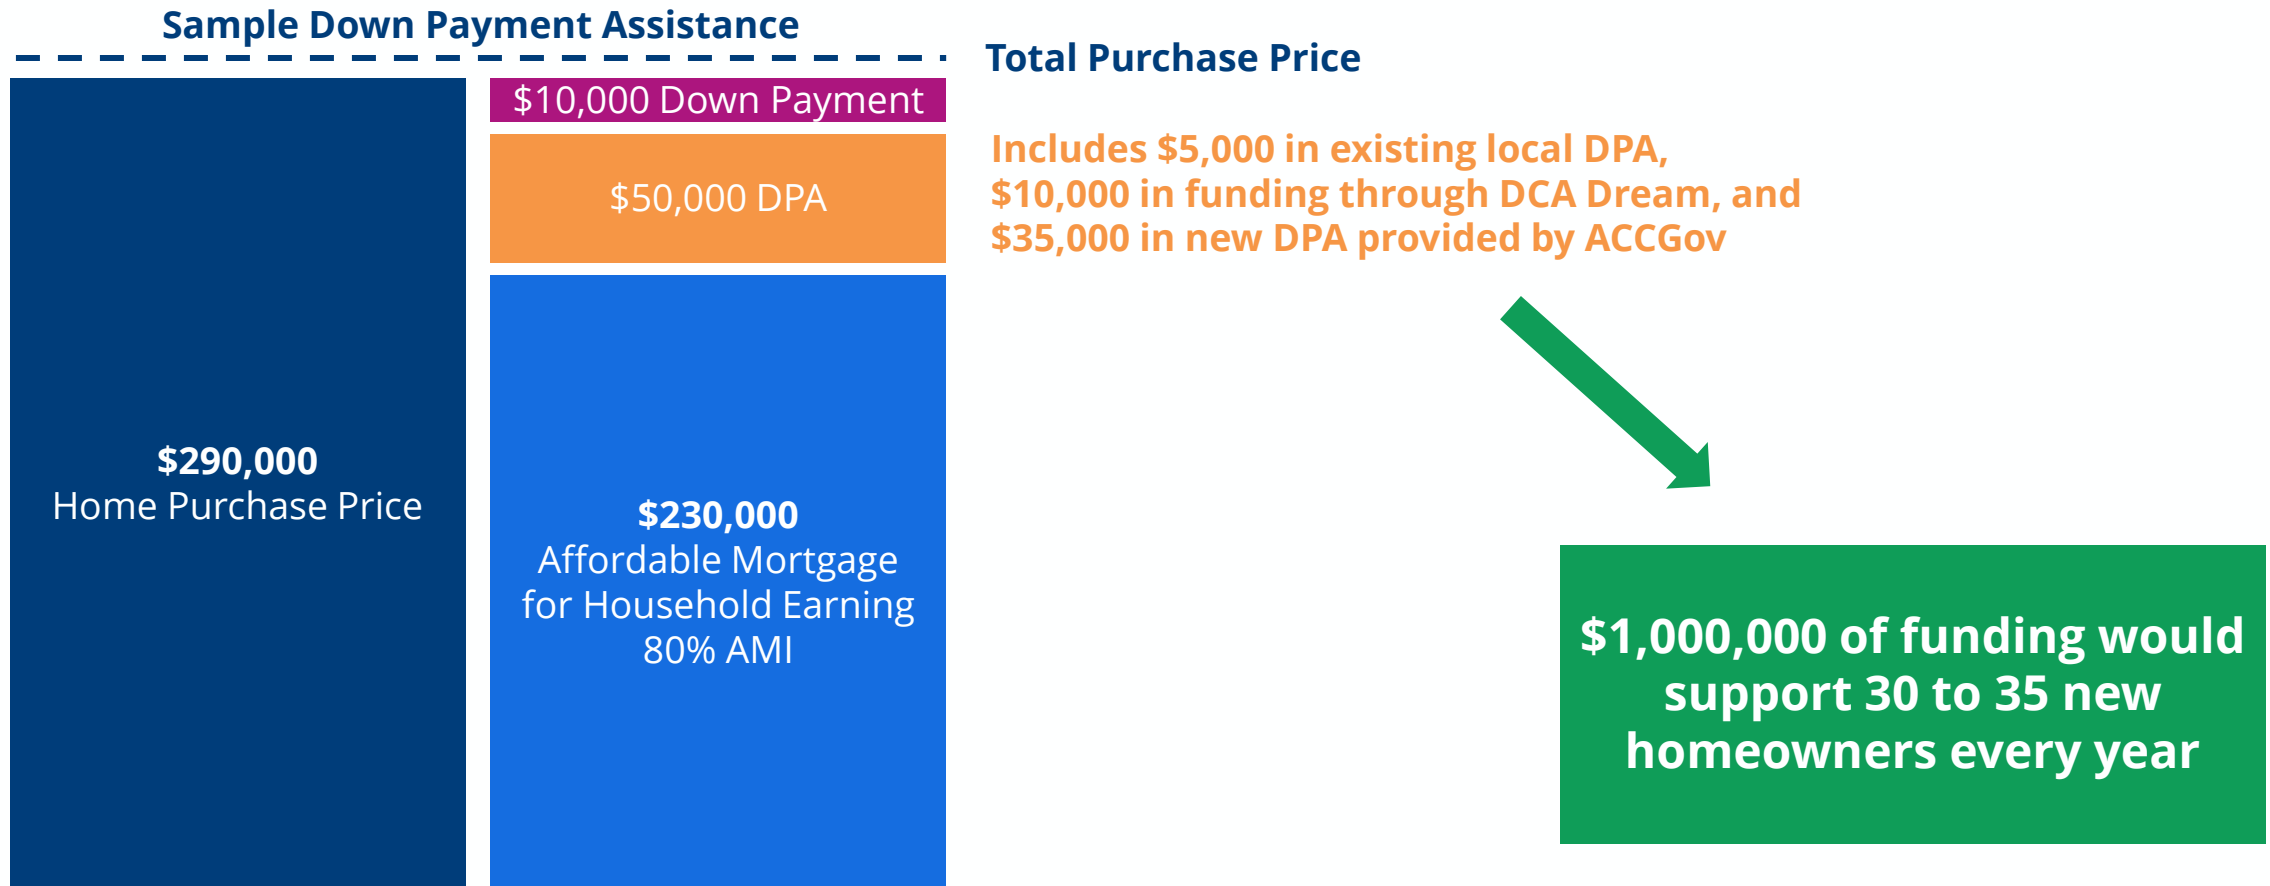 Sample Down Payment Assistance
Total Purchase Price
$10,000 Down Payment
$50,000 DPA
Includes $5,000 in existing local DPA,
$10,000 in funding through DCA Dream, and
$35,000 in new DPA provided by ACCGov
$290,000
Home Purchase Price
$230,000
Affordable Mortgage
for Household Earning
80% AMI
$1,000,000 of funding would
support 30 to 35 new
homeowners every year